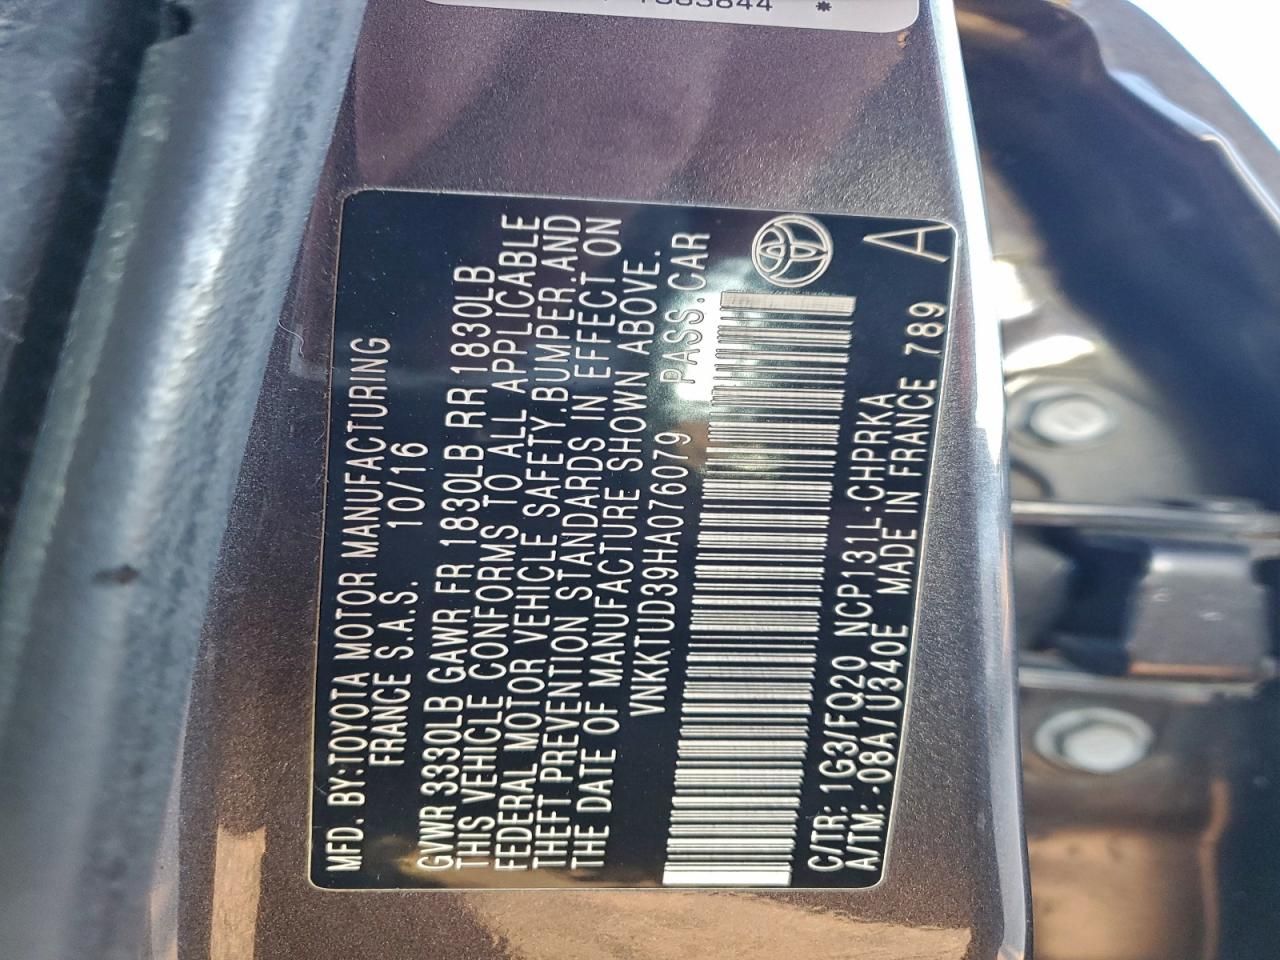 1383844 *
MFD. BY:TOYOTA MOTOR MANUFACTURING
FRANCE S.A.S. 10/16
GVWR 3330LB GAWR FR 1830LB RR 1830LB
THIS VEHICLE CONFORMS TO ALL APPLICABLE
FEDERAL MOTOR VEHICLE SAFETY.BUMPER.AND
THEFT PREVENTION STANDARDS IN EFFECT ON
THE DATE OF MANUFACTURE SHOWN ABOVE.
VNKKTUD39HA076079 PASS.CAR
C/TR: 1G3/FQ20 NCP131L-CHPRKA
A/TM:-08A/U340E MADE IN FRANCE 789 A